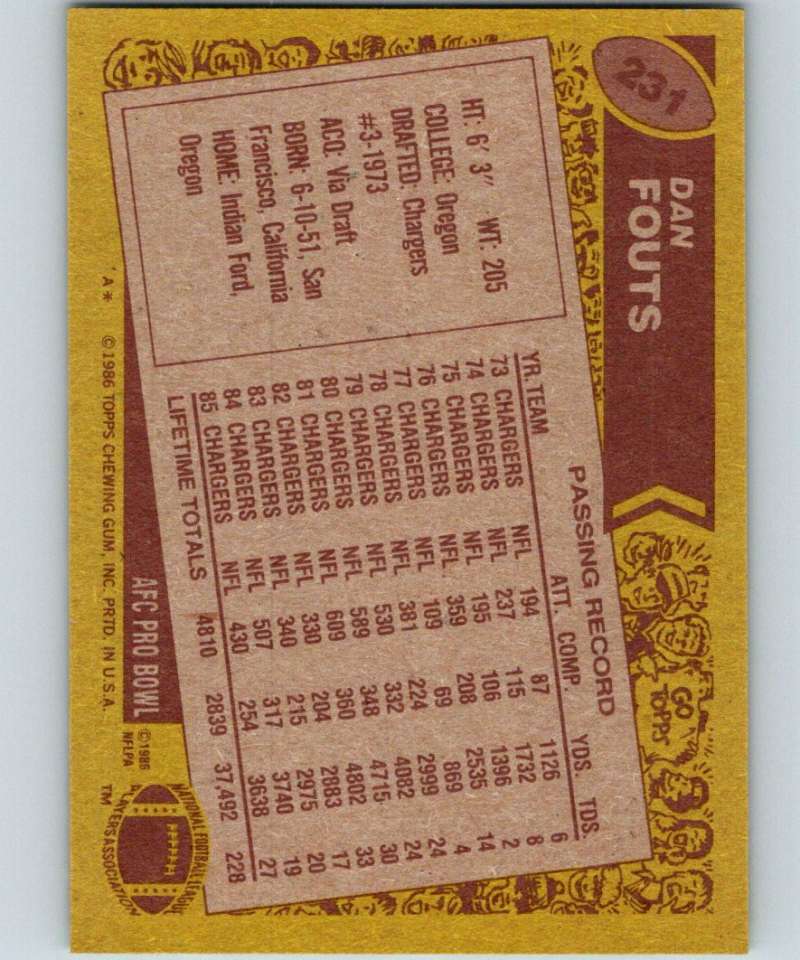 231
DAN
FOUTS
HT: 6' 3" WT: 205
COLLEGE: Oregon
DRAFTED: Chargers
#3-1973
ACQ: Via Draft
BORN: 6-10-51, San
Francisco, California
HOME: Indian Ford,
Oregon
PASSING RECORD
YR. TEAM ATT. COMP. YDS. TDS.
73 CHARGERS NFL 194 87 1126 6
74 CHARGERS NFL 237 115 1732 8
75 CHARGERS NFL 195 106 1396 2
76 CHARGERS NFL 359 208 2535 14
77 CHARGERS NFL 109 69 869 4
78 CHARGERS NFL 381 224 2999 24
79 CHARGERS NFL 530 332 4082 24
80 CHARGERS NFL 589 348 4715 30
81 CHARGERS NFL 609 360 4802 33
82 CHARGERS NFL 330 204 2883 17
83 CHARGERS NFL 340 215 2975 20
84 CHARGERS NFL 507 317 3740 19
85 CHARGERS NFL 430 254 3638 27
LIFETIME TOTALS 4810 2839 37,492 228
GO
TOPPS
AFC PRO BOWL
©1986
NFLPA
NATIONAL FOOTBALL LEAGUE
PLAYERS ASSOCIATION
TM
A* ©1986 TOPPS CHEWING GUM, INC. PRTD. IN U.S.A.